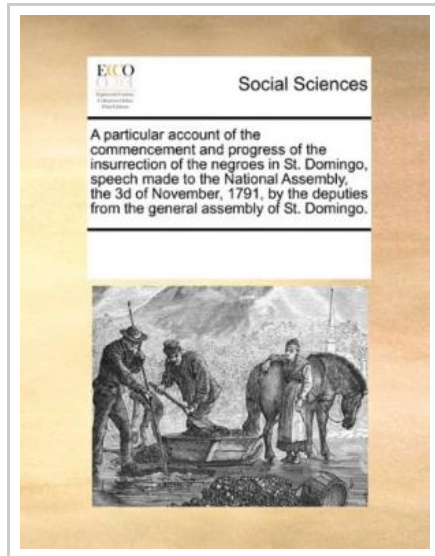 ECCO
Social Sciences
A particular account of the
commencement and progress of the
insurrection of the negroes in St. Domingo,
speech made to the National Assembly,
the 3d of November, 1791, by the deputies
from the general assembly of St. Domingo.